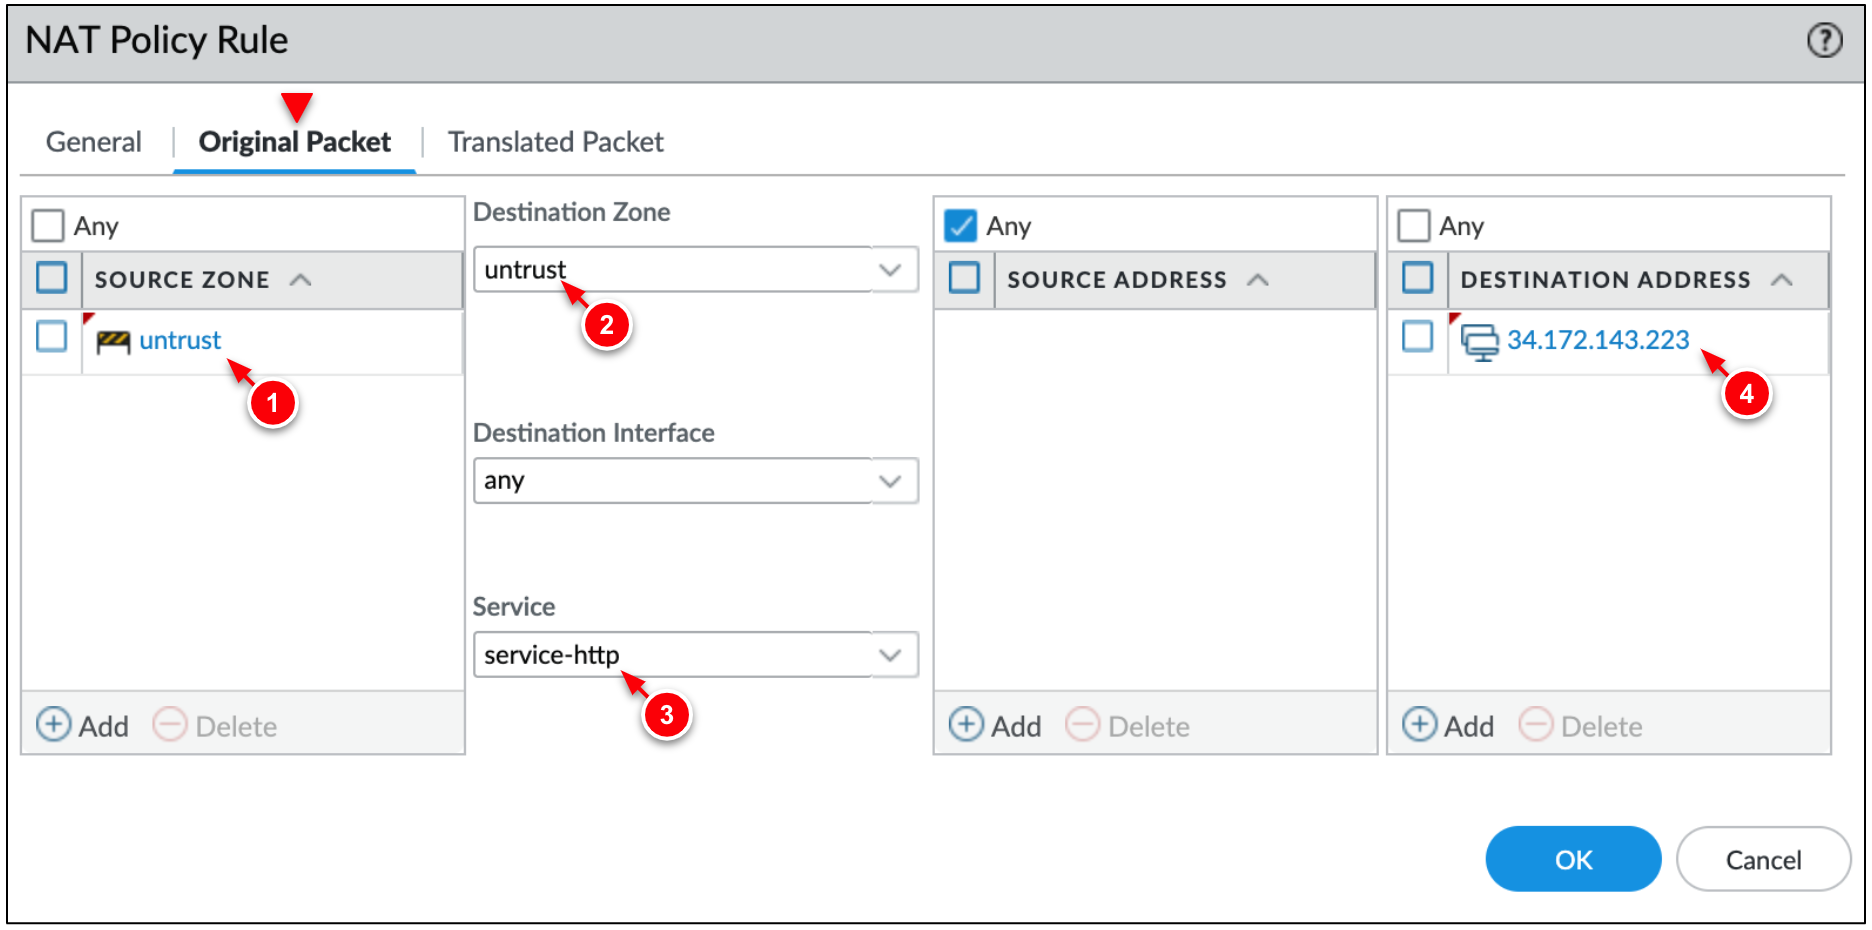 NAT Policy Rule
?
General
Original Packet
Translated Packet
Any
SOURCE ZONE
untrust
1
Add
Delete
Destination Zone
untrust
2
Destination Interface
any
Service
service-http
3
Any
SOURCE ADDRESS
Add
Delete
Any
DESTINATION ADDRESS
34.172.143.223
4
Add
Delete
OK
Cancel